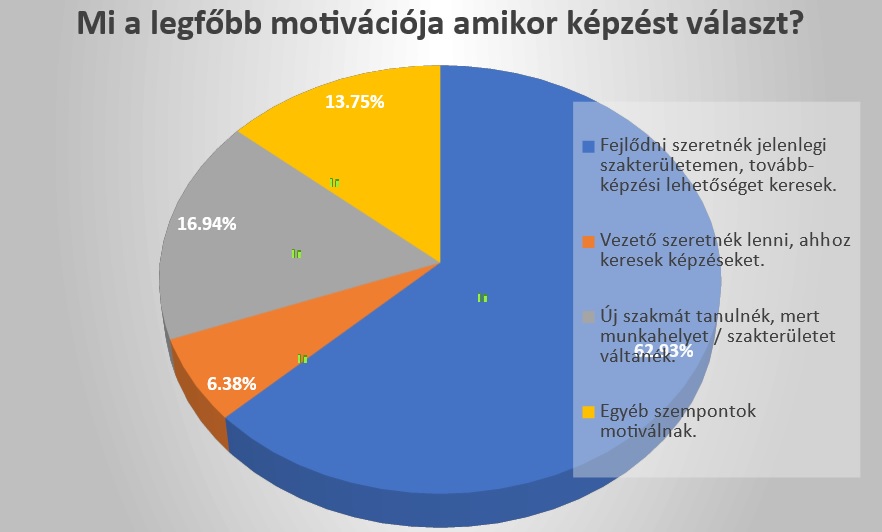 Mi a legfőbb motivációja amikor képzést választ?
13.75%
16.94%
6.38%
62.93%
Fejlődni szeretnék jelenlegi
szakterületemen, tovább-
képzési lehetőséget keresek.
Vezető szeretnék lenni, ahhoz
keresek képzéseket.
Új szakmát tanulnék, mert
munkahelyet / szakterületet
váltanék.
Egyéb szempontok
motiválnak.